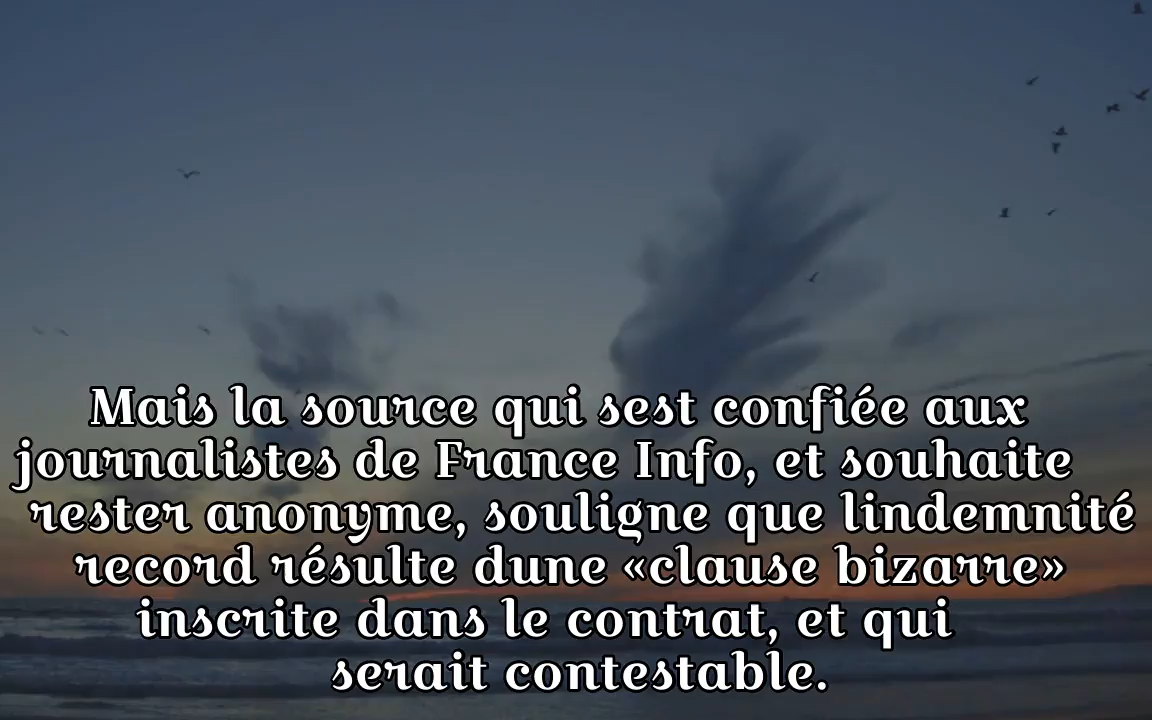 Mais la source qui sest confiée aux
journalistes de France Info, et souhaite
rester anonyme, souligne que lindemnité
record résulte dune «clause bizarre»
inscrite dans le contrat, et qui
serait contestable.